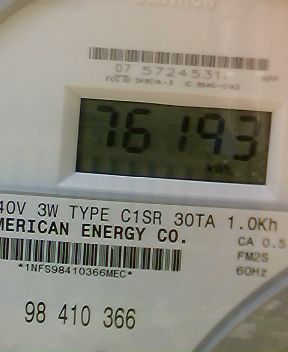 07 5724531
76193
kWh
40V 3W TYPE C1SR 30TA 1.0Kh
MERICAN ENERGY CO.
CA 0.5
*1NFS98410366MEC*
FM2S
60Hz
98 410 366